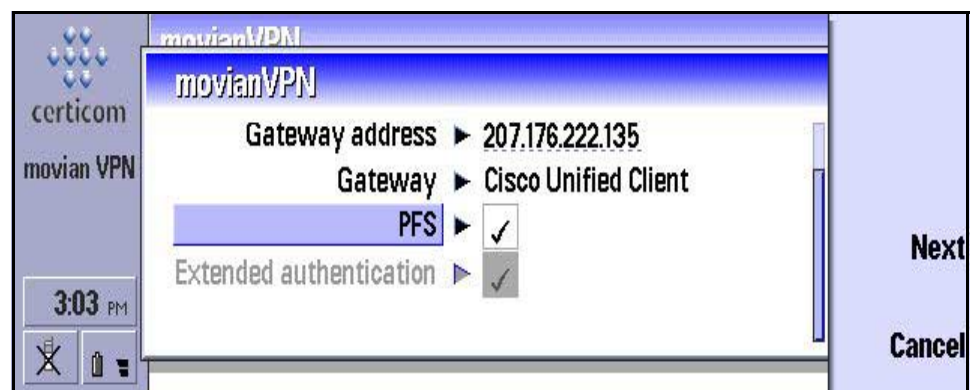 certicom
movian VPN
3:03 PM
movianVPN
movianVPN
Gateway address 207.176.222.135
Gateway Cisco Unified Client
PFS
Extended authentication
Next
Cancel